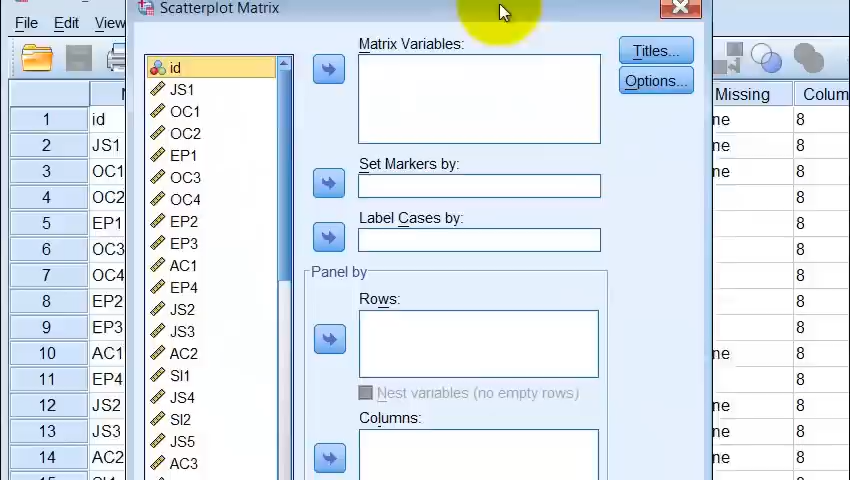 Scatterplot Matrix
File Edit View
id
JS1
OC1
OC2
EP1
OC3
OC4
EP2
EP3
AC1
EP4
JS2
JS3
AC2
SI1
JS4
SI2
JS5
AC3
Matrix Variables:
Set Markers by:
Label Cases by:
Panel by
Rows:
Nest variables (no empty rows)
Columns:
Titles...
Options...
N Missing Colum
1 id ne 8
2 JS1 ne 8
3 OC1 ne 8
4 OC2 8
5 EP1 8
6 OC3 8
7 OC4 8
8 EP2 8
9 EP3 8
10 AC1 ne 8
11 EP4 8
12 JS2 ne 8
13 JS3 ne 8
14 AC2 ne 8